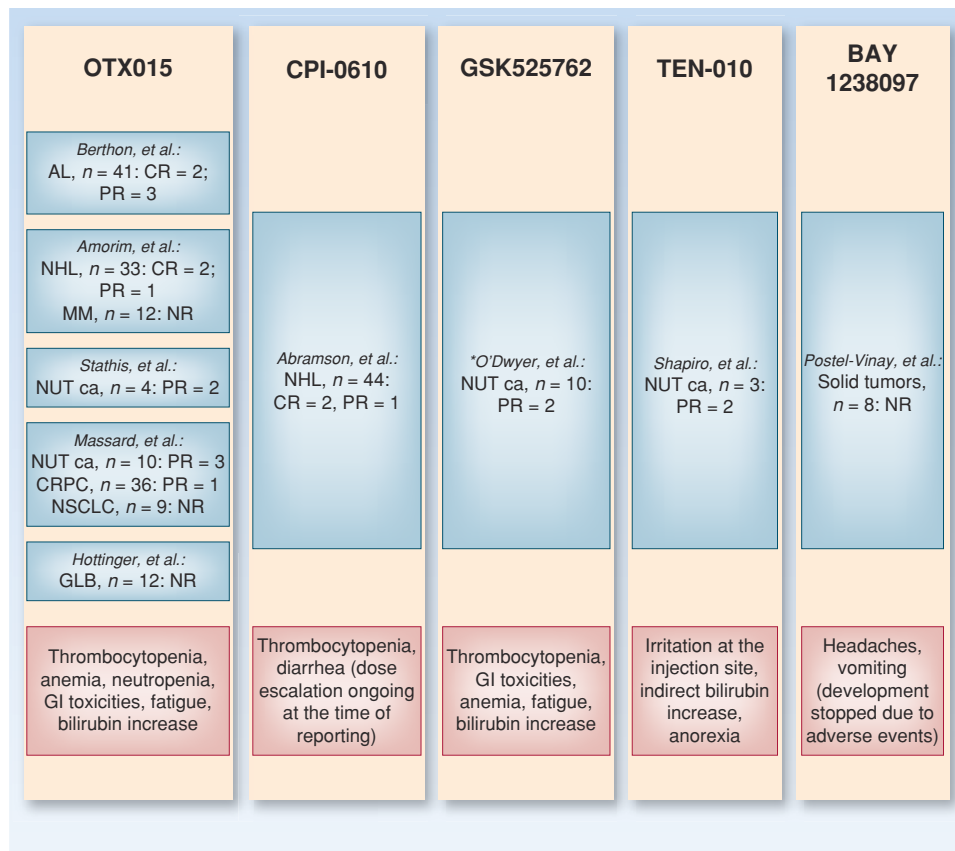 OTX015
Berthon, et al.:
AL, n = 41: CR = 2;
PR = 3
Amorim, et al.:
NHL, n = 33: CR = 2;
PR = 1
MM, n = 12: NR
Stathis, et al.:
NUT ca, n = 4: PR = 2
Massard, et al.:
NUT ca, n = 10: PR = 3
CRPC, n = 36: PR = 1
NSCLC, n = 9: NR
Hottinger, et al.:
GLB, n = 12: NR
Thrombocytopenia,
anemia, neutropenia,
GI toxicities, fatigue,
bilirubin increase
CPI-0610
Abramson, et al.:
NHL, n = 44:
CR = 2, PR = 1
Thrombocytopenia,
diarrhea (dose
escalation ongoing
at the time of
reporting)
GSK525762
*O'Dwyer, et al.:
NUT ca, n = 10:
PR = 2
Thrombocytopenia,
GI toxicities,
anemia, fatigue,
bilirubin increase
TEN-010
Shapiro, et al.:
NUT ca, n = 3:
PR = 2
Irritation at the
injection site,
indirect bilirubin
increase,
anorexia
BAY
1238097
Postel-Vinay, et al.:
Solid tumors,
n = 8: NR
Headaches,
vomiting
(development
stopped due to
adverse events)